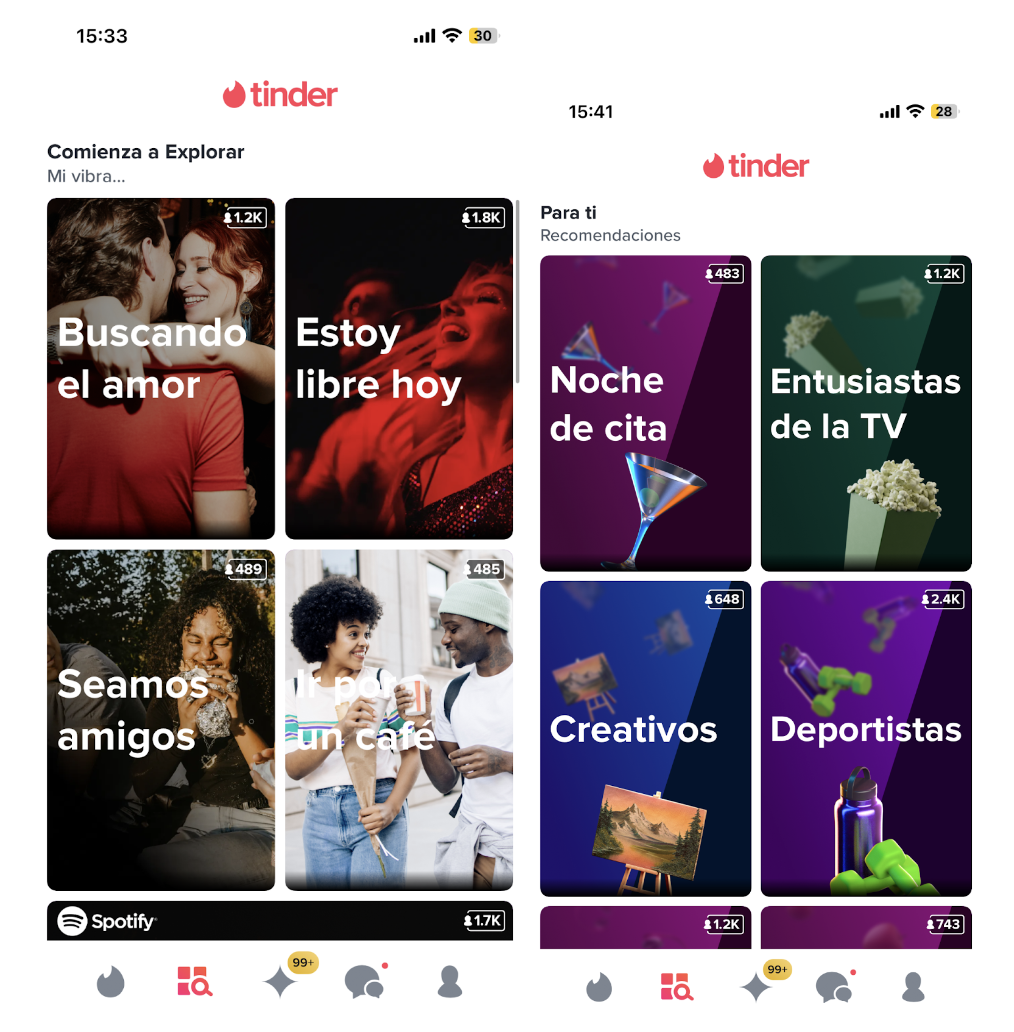 15:33
30
tinder
Comienza a Explorar
Mi vibra...
1.2K
Buscando
el amor
1.8K
Estoy
libre hoy
489
Seamos
amigos
485
Ir por
un café
Spotify
1.7K
99+
15:41
28
tinder
Para ti
Recomendaciones
483
Noche
de cita
1.2K
Entusiastas
de la TV
648
Creativos
2.4K
Deportistas
1.2K
743
99+